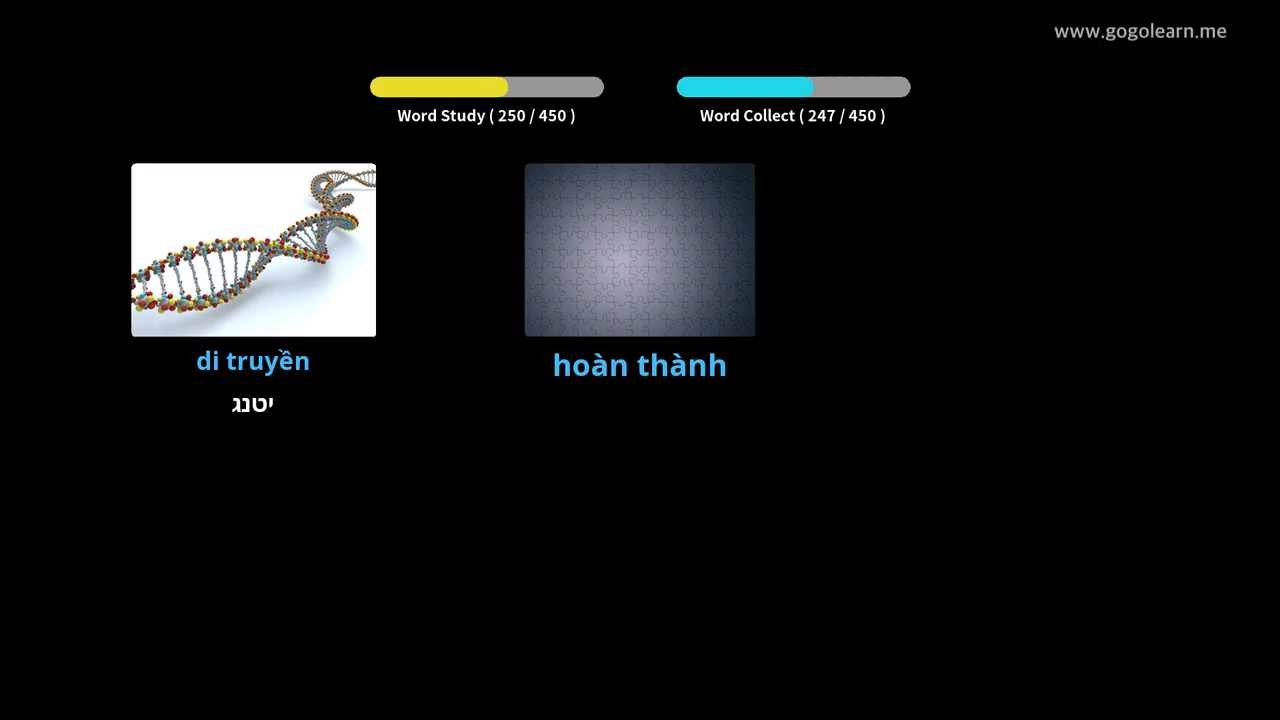 www.gogolearn.me
Word Study ( 250 / 450 )
Word Collect ( 247 / 450 )
di truyền
יטנג
hoàn thành